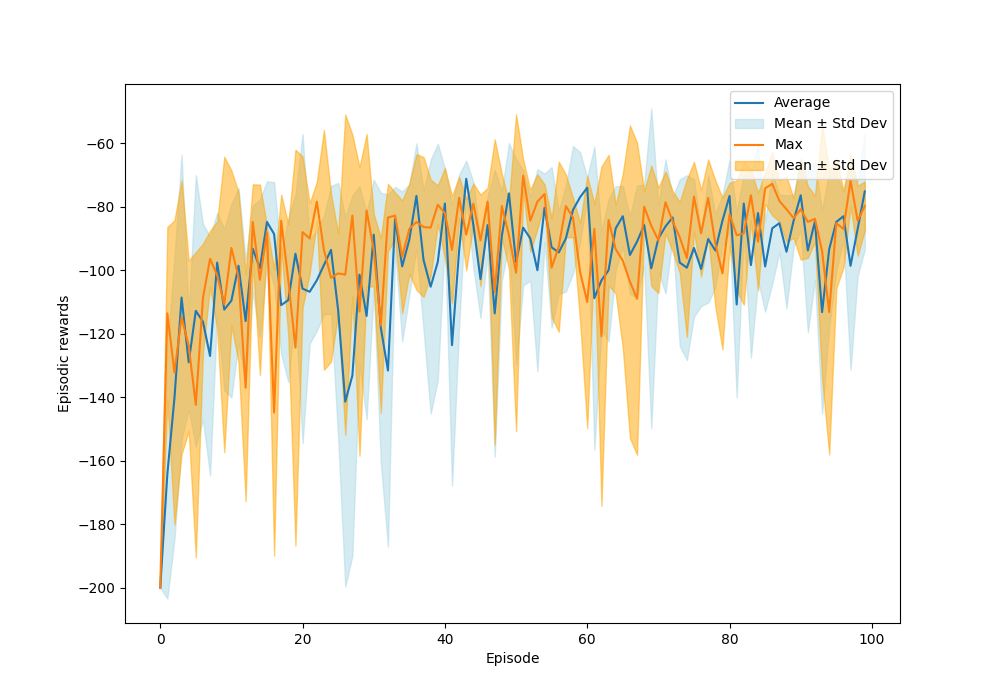 Average
Mean ± Std Dev
Max
Mean ± Std Dev
Episodic rewards
−60
−80
−100
−120
−140
−160
−180
−200
0 20 40 60 80 100
Episode